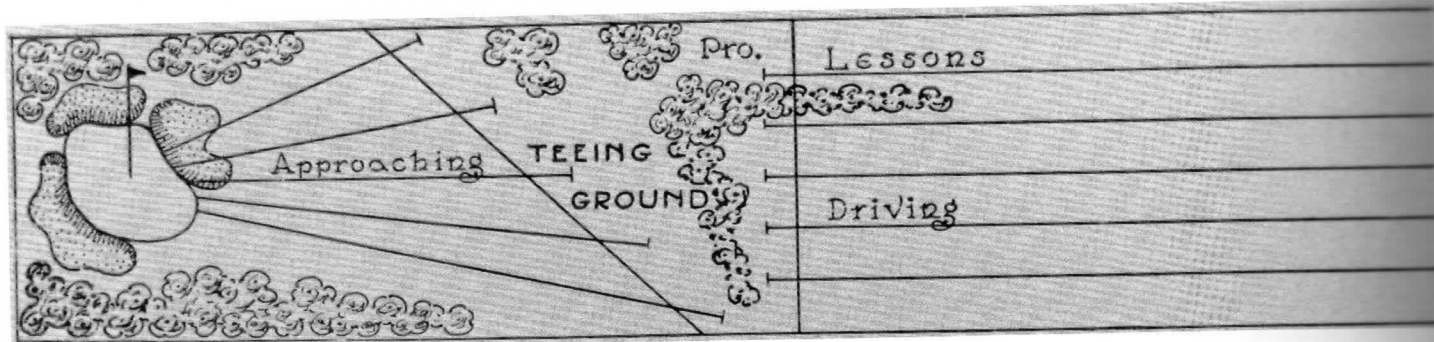 Pro.
Lessons
Approaching
TEEING
GROUND
Driving